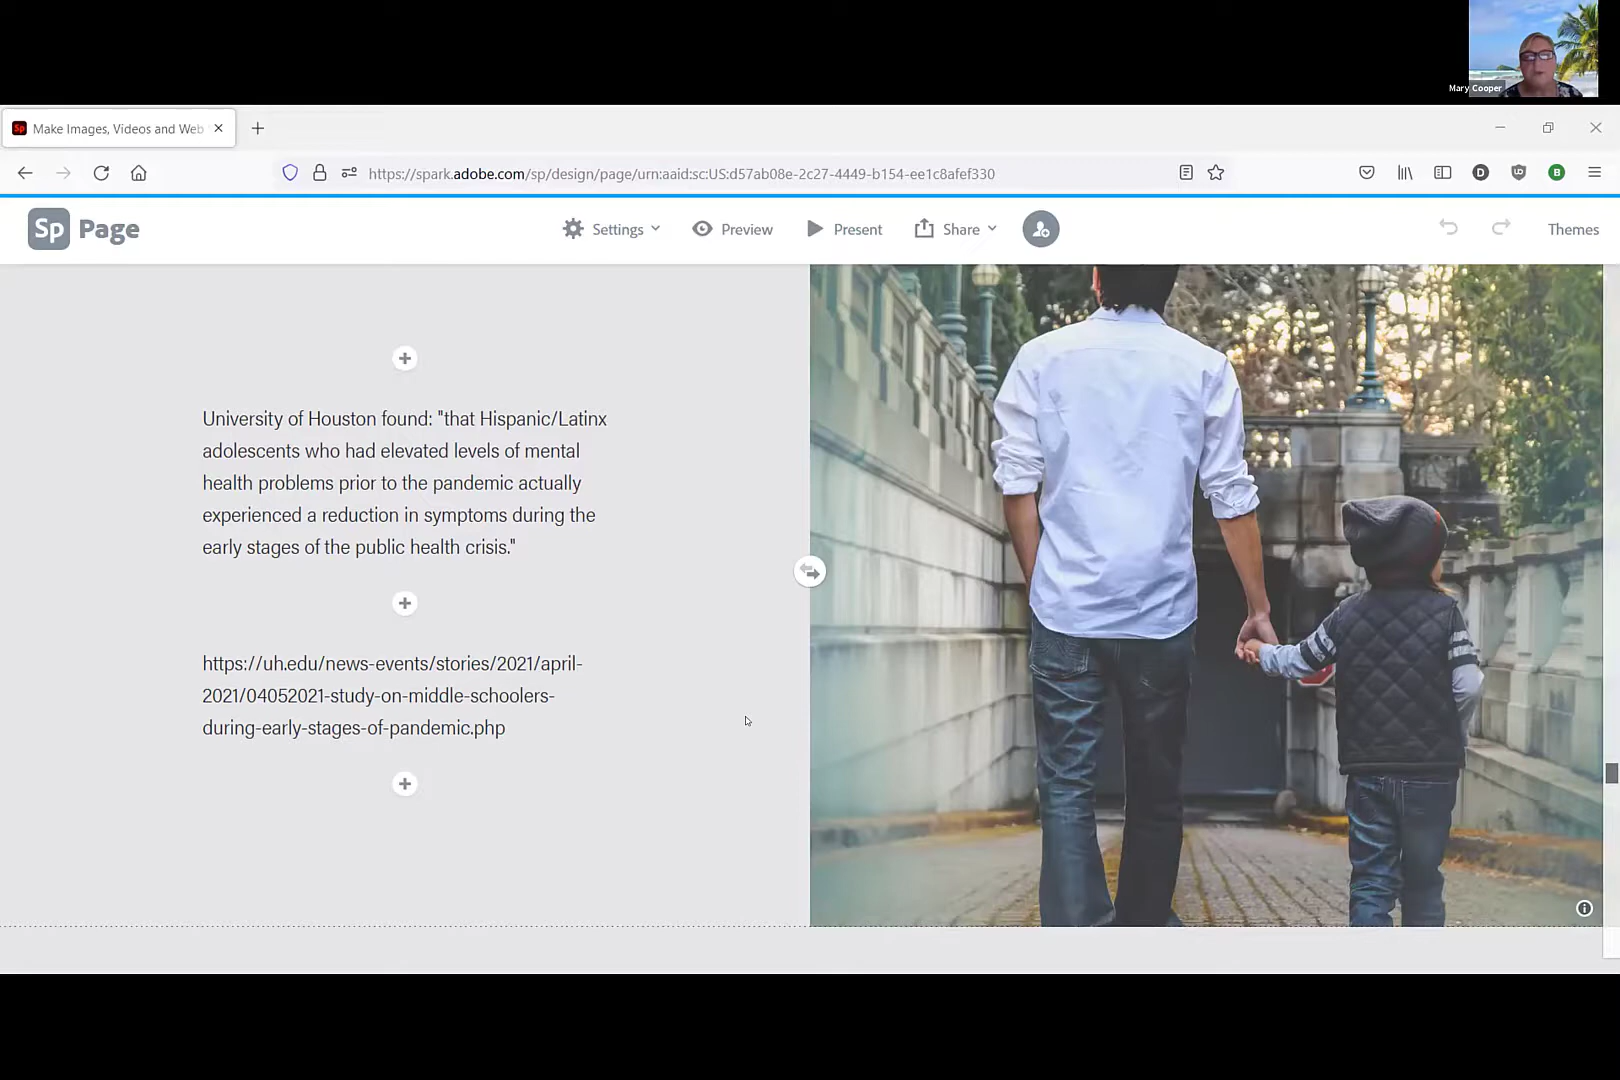 Mary Cooper
Sp Make Images, Videos and Web
https://spark.adobe.com/sp/design/page/urn:aaid:sc:US:d57ab08e-2c27-4449-b154-ee1c8afef330
D
UD
B
Sp Page
Settings
Preview
Present
Share
Themes
University of Houston found: "that Hispanic/Latinx
adolescents who had elevated levels of mental
health problems prior to the pandemic actually
experienced a reduction in symptoms during the
early stages of the public health crisis."
https://uh.edu/news-events/stories/2021/april-
2021/04052021-study-on-middle-schoolers-
during-early-stages-of-pandemic.php